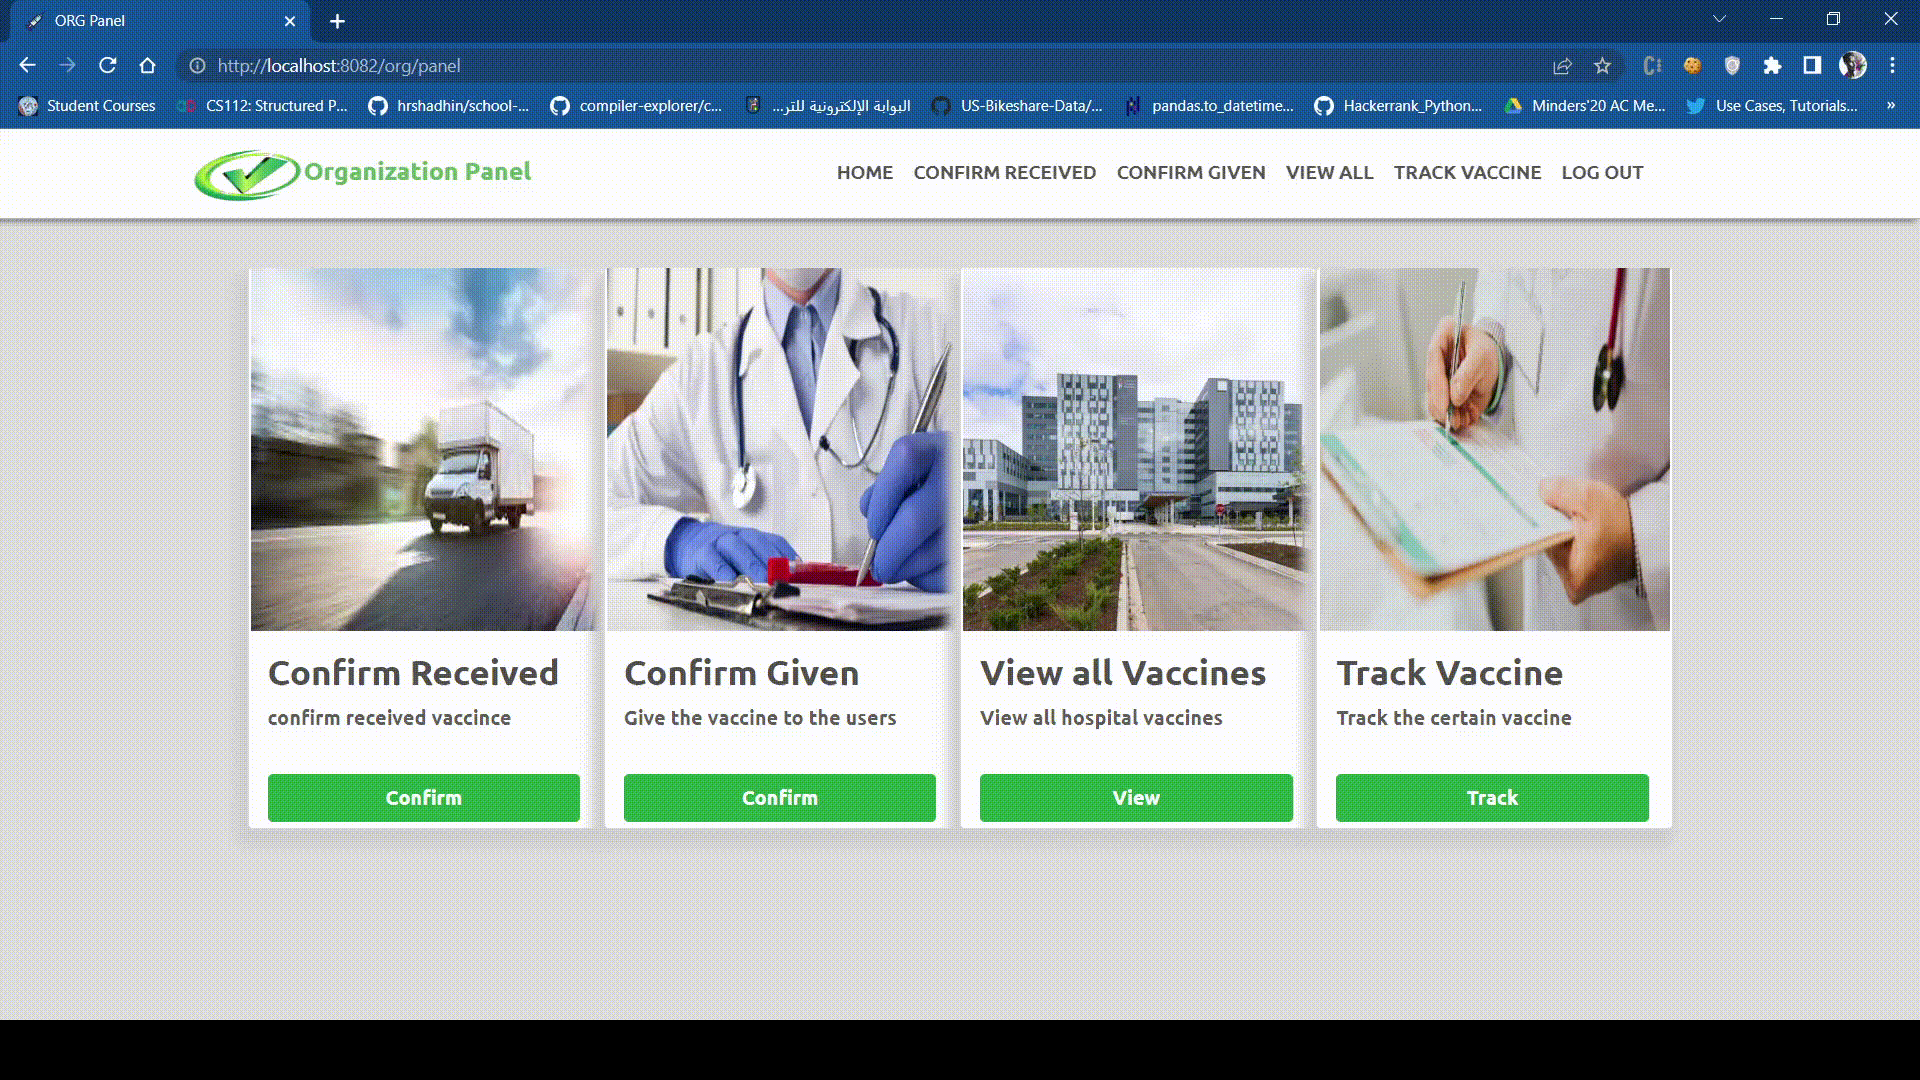 ORG Panel
http://localhost:8082/org/panel
Student Courses
CS112: Structured P...
hrshadhin/school-...
compiler-explorer/c...
البوابة الإلكترونية للتر...
US-Bikeshare-Data/...
pandas.to_datetime...
Hackerrank_Python...
Minders'20 AC Me...
Use Cases, Tutorials...
»
Organization Panel
HOME
CONFIRM RECEIVED
CONFIRM GIVEN
VIEW ALL
TRACK VACCINE
LOG OUT
Confirm Received
confirm received vaccince
Confirm
Confirm Given
Give the vaccine to the users
Confirm
View all Vaccines
View all hospital vaccines
View
Track Vaccine
Track the certain vaccine
Track